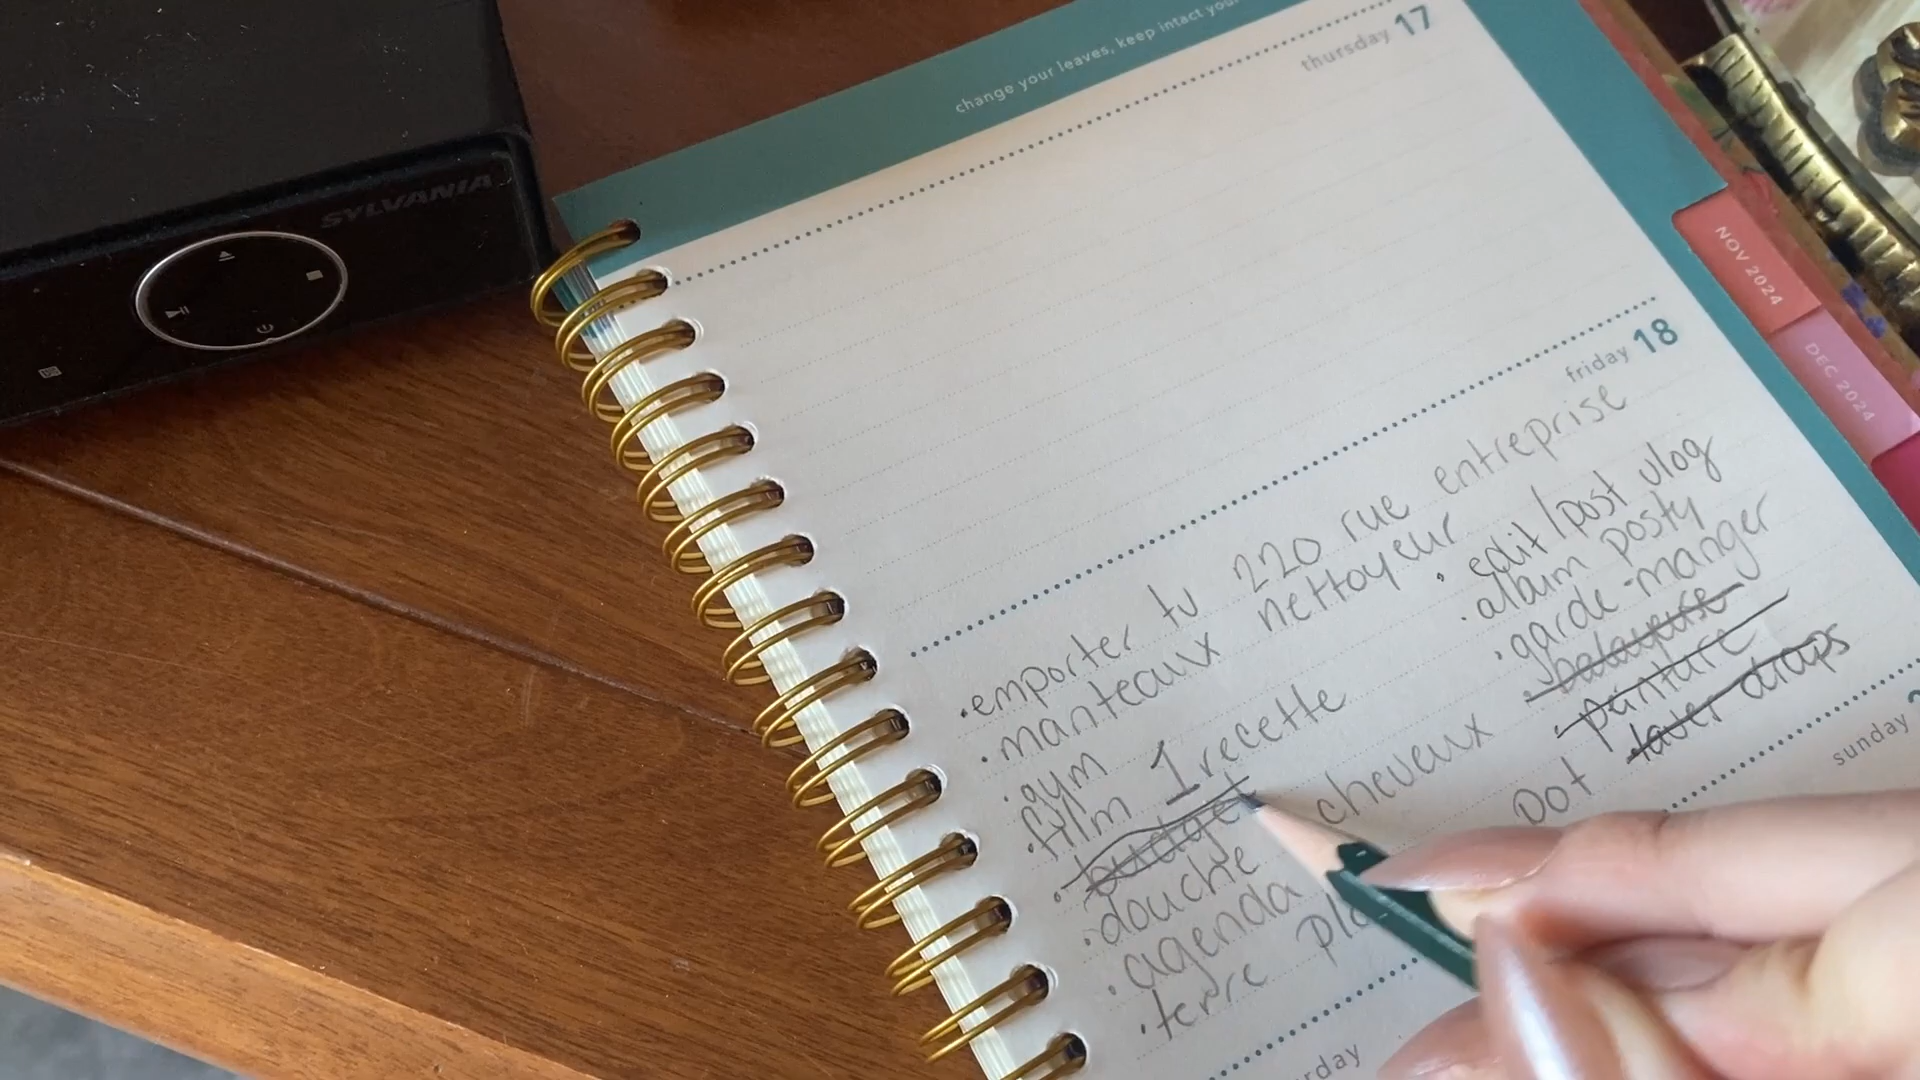 SYLVANIA
change your leaves, keep intact your
thursday 17
NOV 2024
DEC 2024
friday 18
• emporter tv 220 rue entreprise
• manteaux nettoyeur
• gym
• film 1 recette
• budget
• douche cheveux
• agenda
• terre pla
Dot
• edit/post vlog
• album posty
• garde-manger
• balayeuse
• peinture
• laver draps
sunday
rday